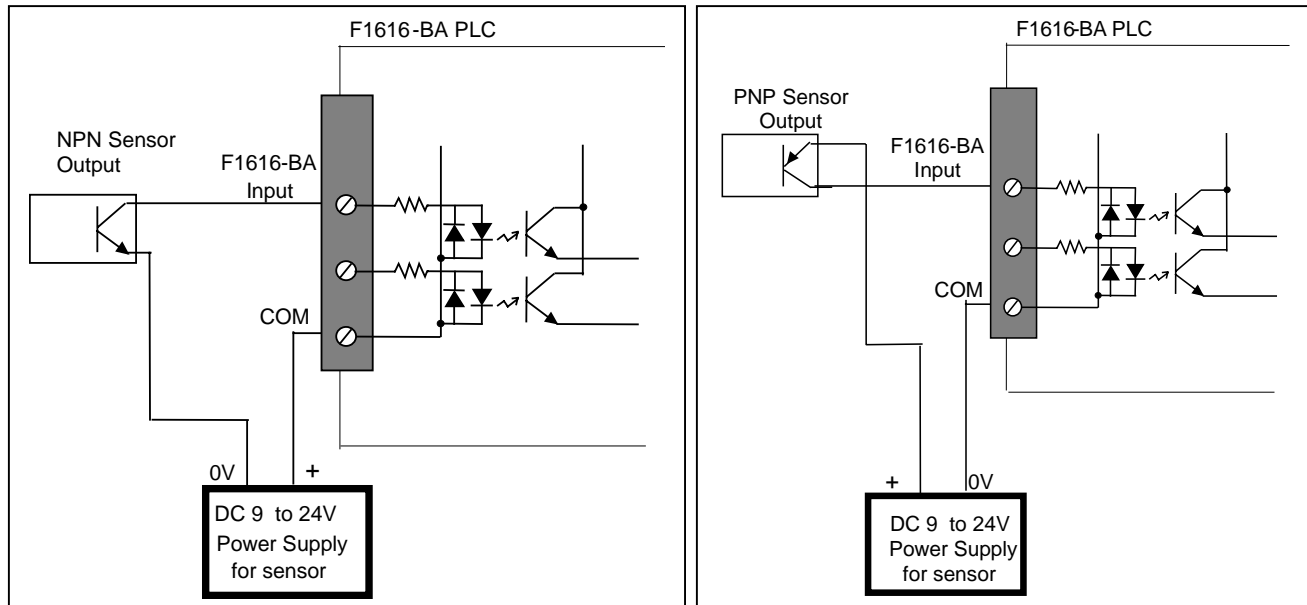 F1616-BA PLC
NPN Sensor
Output
F1616-BA
Input
COM
0V
+
DC 9 to 24V
Power Supply
for sensor
F1616-BA PLC
PNP Sensor
Output
F1616-BA
Input
COM
+
0V
DC 9 to 24V
Power Supply
for sensor